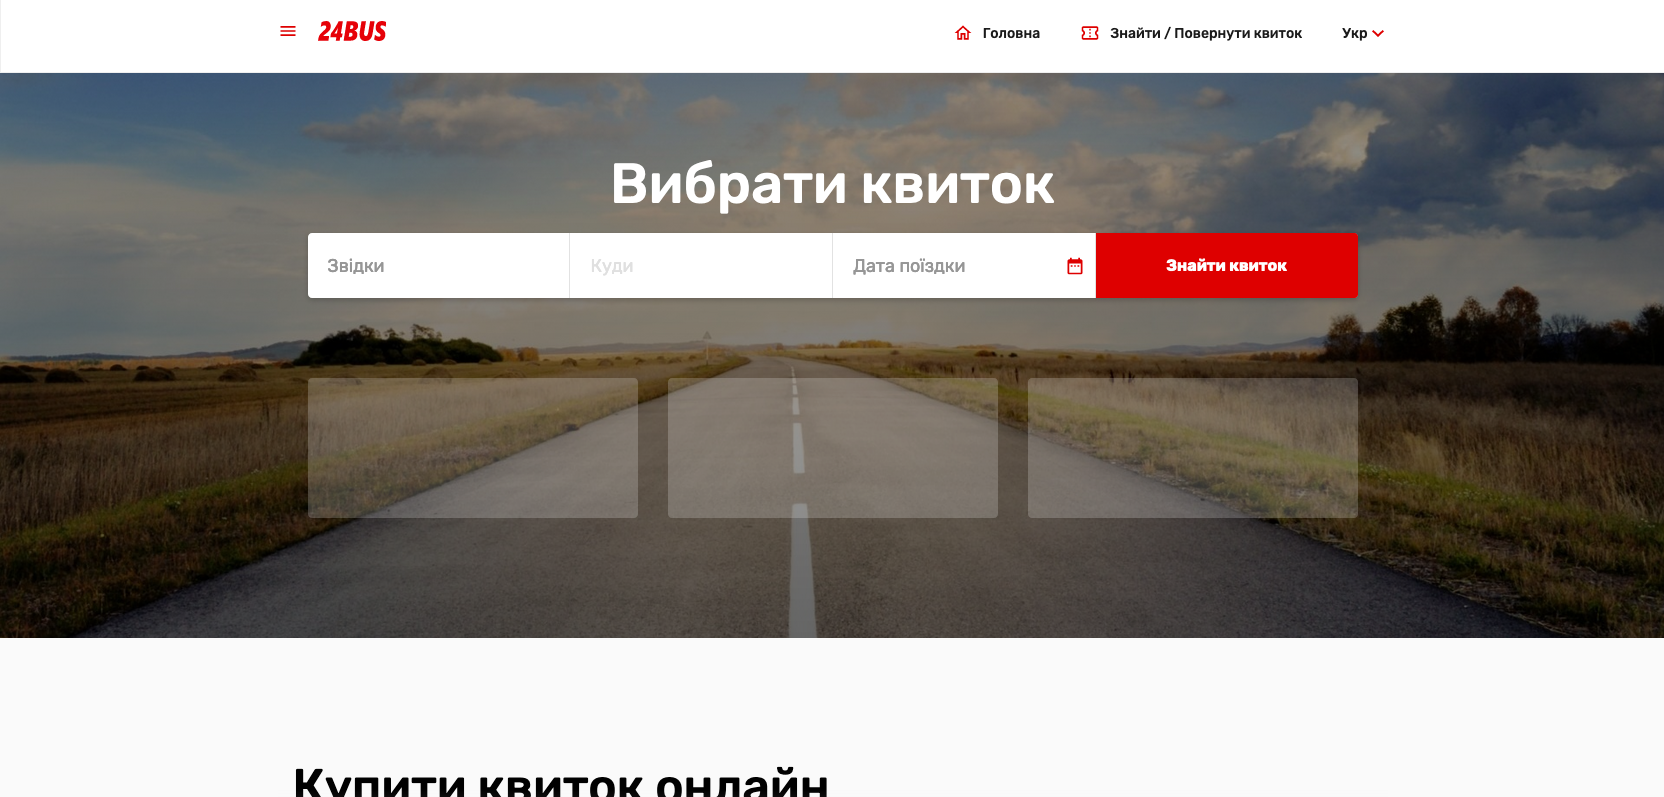 24BUS
Головна
Знайти / Повернути квиток
Укр
Вибрати квиток
Звідки
Куди
Дата поїздки
Знайти квиток
Купити квиток онлайн